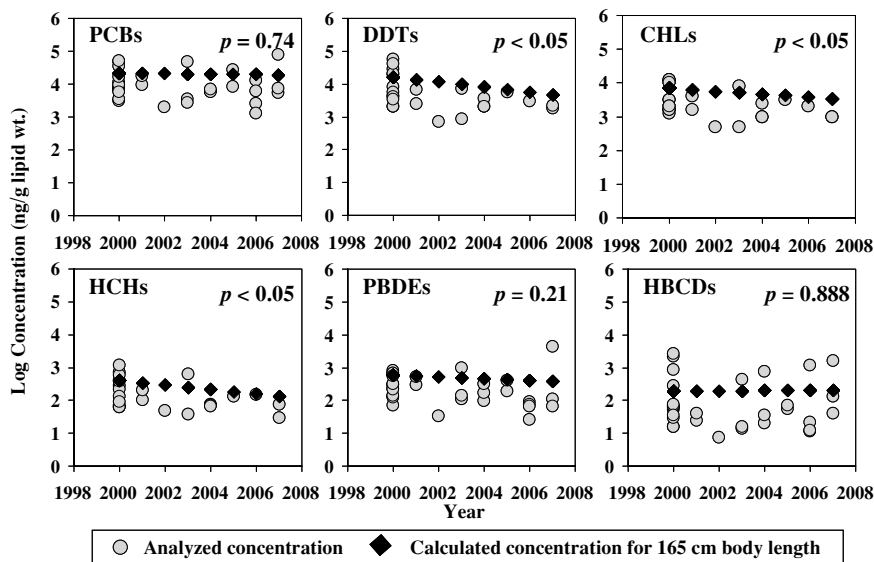 PCBs
p = 0.74
DDTs
p < 0.05
CHLs
p < 0.05
6
5
4
3
2
1
0
6
5
4
3
2
1
0
6
5
4
3
2
1
0
1998 2000 2002 2004 2006 2008
1998 2000 2002 2004 2006 2008
1998 2000 2002 2004 2006 2008
Log Concentration (ng/g lipid wt.)
HCHs
p < 0.05
PBDEs
p = 0.21
HBCDs
p = 0.888
6
5
4
3
2
1
0
6
5
4
3
2
1
0
6
5
4
3
2
1
0
1998 2000 2002 2004 2006 2008
1998 2000 2002 2004 2006 2008
1998 2000 2002 2004 2006 2008
Year
Analyzed concentration
Calculated concentration for 165 cm body length